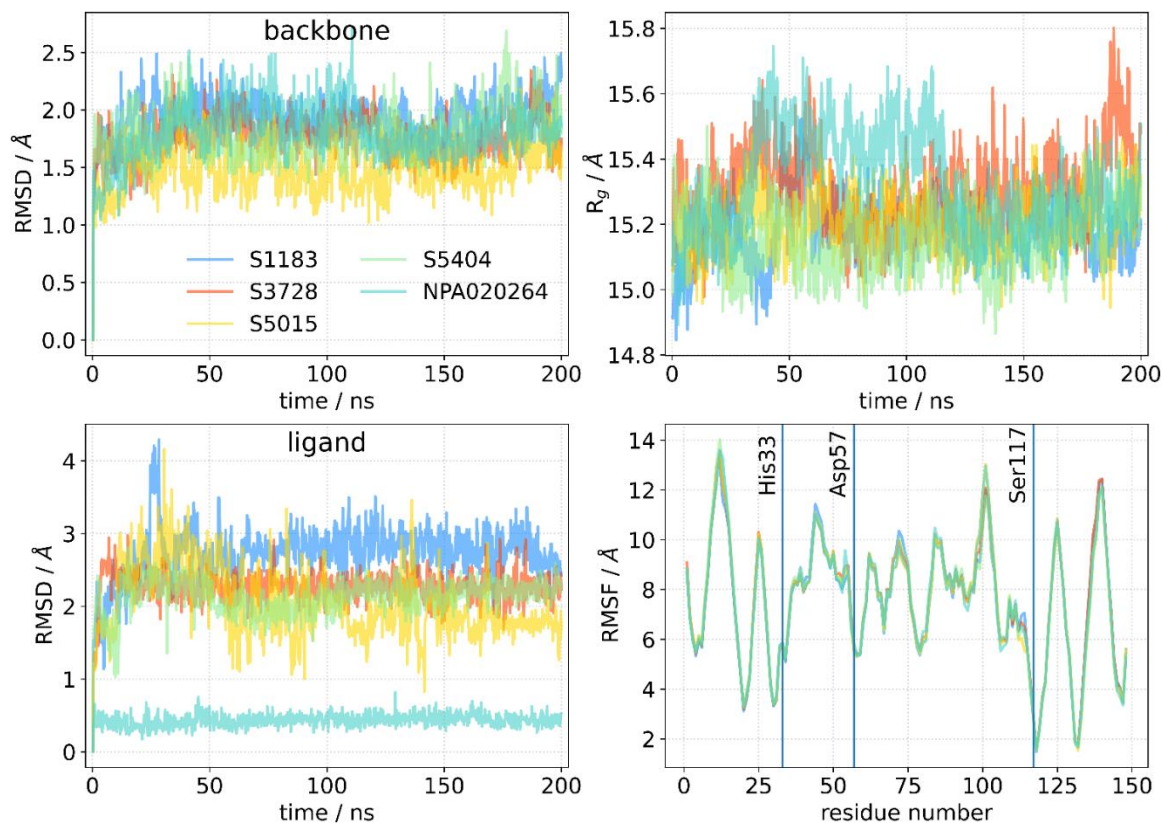 backbone
RMSD / Å
2.5
2.0
1.5
1.0
0.5
0.0
S1183
S3728
S5015
S5404
NPA020264
0 50 100 150 200
time / ns
R_g / Å
15.8
15.6
15.4
15.2
15.0
14.8
0 50 100 150 200
time / ns
ligand
RMSD / Å
4
3
2
1
0
0 50 100 150 200
time / ns
RMSF / Å
14
12
10
8
6
4
2
His33
Asp57
Ser117
0 25 50 75 100 125 150
residue number